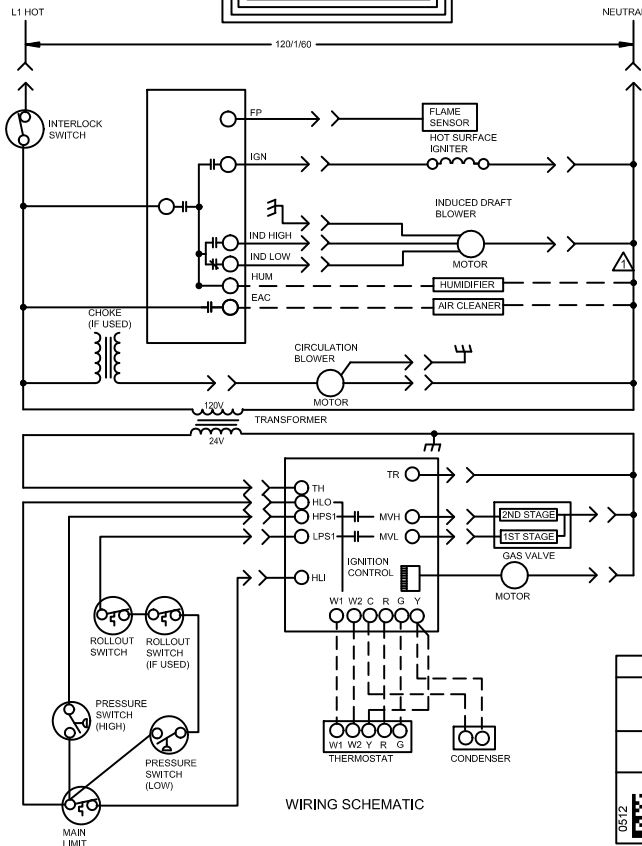 L1 HOT
NEUTRAL
120/1/60
INTERLOCK
SWITCH
FP
FLAME
SENSOR
HOT SURFACE
IGNITER
IGN
INDUCED DRAFT
BLOWER
IND HIGH
IND LOW
MOTOR
1
HUM
HUMIDIFIER
EAC
AIR CLEANER
CHOKE
(IF USED)
CIRCULATION
BLOWER
MOTOR
120V
TRANSFORMER
24V
TH
TR
HLO
HPS1
MVH
2ND STAGE
LPS1
MVL
1ST STAGE
GAS VALVE
IGNITION
CONTROL
HLI
MOTOR
W1 W2 C R G Y
ROLLOUT
SWITCH
ROLLOUT
SWITCH
(IF USED)
PRESSURE
SWITCH
(HIGH)
PRESSURE
SWITCH
(LOW)
W1 W2 Y R G
THERMOSTAT
CONDENSER
WIRING SCHEMATIC
MAIN
LIMIT
0512